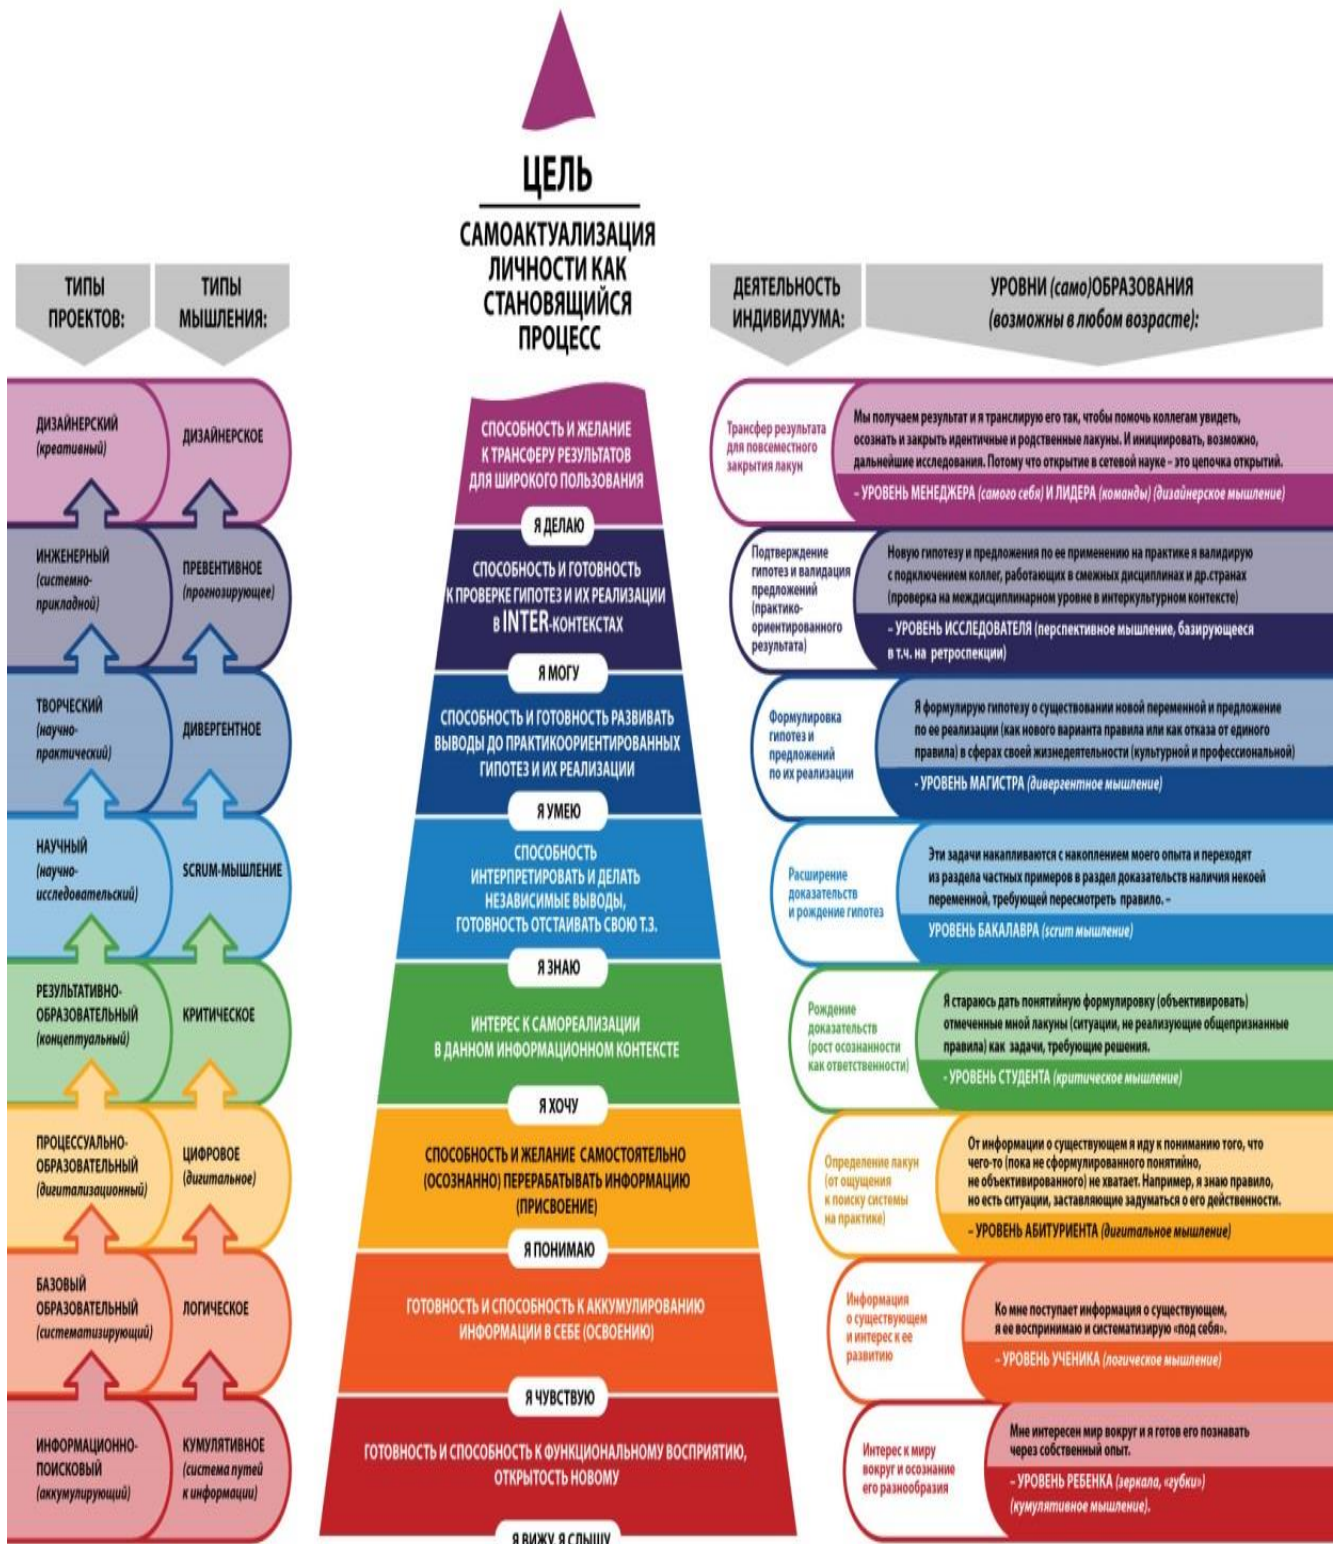 ЦЕЛЬ
САМОАКТУАЛИЗАЦИЯ
ЛИЧНОСТИ КАК
СТАНОВЯЩИЙСЯ
ПРОЦЕСС
ТИПЫ
ПРОЕКТОВ:
ТИПЫ
МЫШЛЕНИЯ:
ДЕЯТЕЛЬНОСТЬ
ИНДИВИДУУМА:
УРОВНИ (само)ОБРАЗОВАНИЯ
(возможны в любом возрасте):
ДИЗАЙНЕРСКИЙ
(креативный)
ДИЗАЙНЕРСКОЕ
СПОСОБНОСТЬ И ЖЕЛАНИЕ
К ТРАНСФЕРУ РЕЗУЛЬТАТОВ
ДЛЯ ШИРОКОГО ПОЛЬЗОВАНИЯ
Трансфер результата
для повсеместного
закрытия лакун
Мы получаем результат и я транслирую его так, чтобы помочь коллегам увидеть,
осознать и закрыть идентичные и родственные лакуны. И инициировать, возможно,
дальнейшие исследования. Потому что открытие в сетевой науке – это цепочка открытий.
– УРОВЕНЬ МЕНЕДЖЕРА (самого себя) И ЛИДЕРА (команды) (дизайнерское мышление)
Я ДЕЛАЮ
ИНЖЕНЕРНЫЙ
(системно-
прикладной)
ПРЕВЕНТИВНОЕ
(прогнозирующее)
СПОСОБНОСТЬ И ГОТОВНОСТЬ
К ПРОВЕРКЕ ГИПОТЕЗ И ИХ РЕАЛИЗАЦИИ
В INTER-КОНТЕКСТАХ
Подтверждение
гипотез и валидация
предложений
(практико-
ориентированного
результата)
Новую гипотезу и предложения по ее применению на практике я валидирую
с подключением коллег, работающих в смежных дисциплинах и др.странах
(проверка на междисциплинарном уровне в интеркультурном контексте)
– УРОВЕНЬ ИССЛЕДОВАТЕЛЯ (перспективное мышление, базирующееся
в т.ч. на ретроспекции)
Я МОГУ
ТВОРЧЕСКИЙ
(научно-
практический)
ДИВЕРГЕНТНОЕ
СПОСОБНОСТЬ И ГОТОВНОСТЬ РАЗВИВАТЬ
ВЫВОДЫ ДО ПРАКТИКООРИЕНТИРОВАННЫХ
ГИПОТЕЗ И ИХ РЕАЛИЗАЦИИ
Формулировка
гипотез и
предложений
по их реализации
Я формулирую гипотезу о существовании новой переменной и предложение
по ее реализации (как нового варианта правила или как отказа от единого
правила) в сферах своей жизнедеятельности (культурной и профессиональной)
- УРОВЕНЬ МАГИСТРА (дивергентное мышление)
Я УМЕЮ
НАУЧНЫЙ
(научно-
исследовательский)
SCRUM-МЫШЛЕНИЕ
СПОСОБНОСТЬ
ИНТЕРПРЕТИРОВАТЬ И ДЕЛАТЬ
НЕЗАВИСИМЫЕ ВЫВОДЫ,
ГОТОВНОСТЬ ОТСТАИВАТЬ СВОЮ Т.З.
Расширение
доказательств
и рождение гипотез
Эти задачи накапливаются с накоплением моего опыта и переходят
из раздела частных примеров в раздел доказательств наличия некоей
переменной, требующей пересмотреть правило. –
УРОВЕНЬ БАКАЛАВРА (scrum мышление)
Я ЗНАЮ
РЕЗУЛЬТАТИВНО-
ОБРАЗОВАТЕЛЬНЫЙ
(концептуальный)
КРИТИЧЕСКОЕ
ИНТЕРЕС К САМОРЕАЛИЗАЦИИ
В ДАННОМ ИНФОРМАЦИОННОМ КОНТЕКСТЕ
Рождение
доказательств
(рост осознанности
как ответственности)
Я стараюсь дать понятийную формулировку (объективировать)
отмеченные мной лакуны (ситуации, не реализующие общепризнанные
правила) как задачи, требующие решения.
- УРОВЕНЬ СТУДЕНТА (критическое мышление)
Я ХОЧУ
ПРОЦЕССУАЛЬНО-
ОБРАЗОВАТЕЛЬНЫЙ
(дигитализационный)
ЦИФРОВОЕ
(дигитальное)
СПОСОБНОСТЬ И ЖЕЛАНИЕ САМОСТОЯТЕЛЬНО
(ОСОЗНАННО) ПЕРЕРАБАТЫВАТЬ ИНФОРМАЦИЮ
(ПРИСВОЕНИЕ)
Определение лакун
(от ощущения
к поиску системы
на практике)
От информации о существующем я иду к пониманию того, что
чего-то (пока не сформулированного понятийно,
не объективированного) не хватает. Например, я знаю правило,
но есть ситуации, заставляющие задуматься о его действенности.
– УРОВЕНЬ АБИТУРИЕНТА (дигитальное мышление)
Я ПОНИМАЮ
БАЗОВЫЙ
ОБРАЗОВАТЕЛЬНЫЙ
(систематизирующий)
ЛОГИЧЕСКОЕ
ГОТОВНОСТЬ И СПОСОБНОСТЬ К АККУМУЛИРОВАНИЮ
ИНФОРМАЦИИ В СЕБЕ (ОСВОЕНИЮ)
Информация
о существующем
и интерес к ее
развитию
Ко мне поступает информация о существующем,
я ее воспринимаю и систематизирую «под себя».
– УРОВЕНЬ УЧЕНИКА (логическое мышление)
Я ЧУВСТВУЮ
ИНФОРМАЦИОННО-
ПОИСКОВЫЙ
(аккумулирующий)
КУМУЛЯТИВНОЕ
(система путей
к информации)
ГОТОВНОСТЬ И СПОСОБНОСТЬ К ФУНКЦИОНАЛЬНОМУ ВОСПРИЯТИЮ,
ОТКРЫТОСТЬ НОВОМУ
Интерес к миру
вокруг и осознание
его разнообразия
Мне интересен мир вокруг и я готов его познавать
через собственный опыт.
– УРОВЕНЬ РЕБЕНКА (зеркала, «губки»)
(кумулятивное мышление).
Я ВИЖУ, Я СЛЫШУ